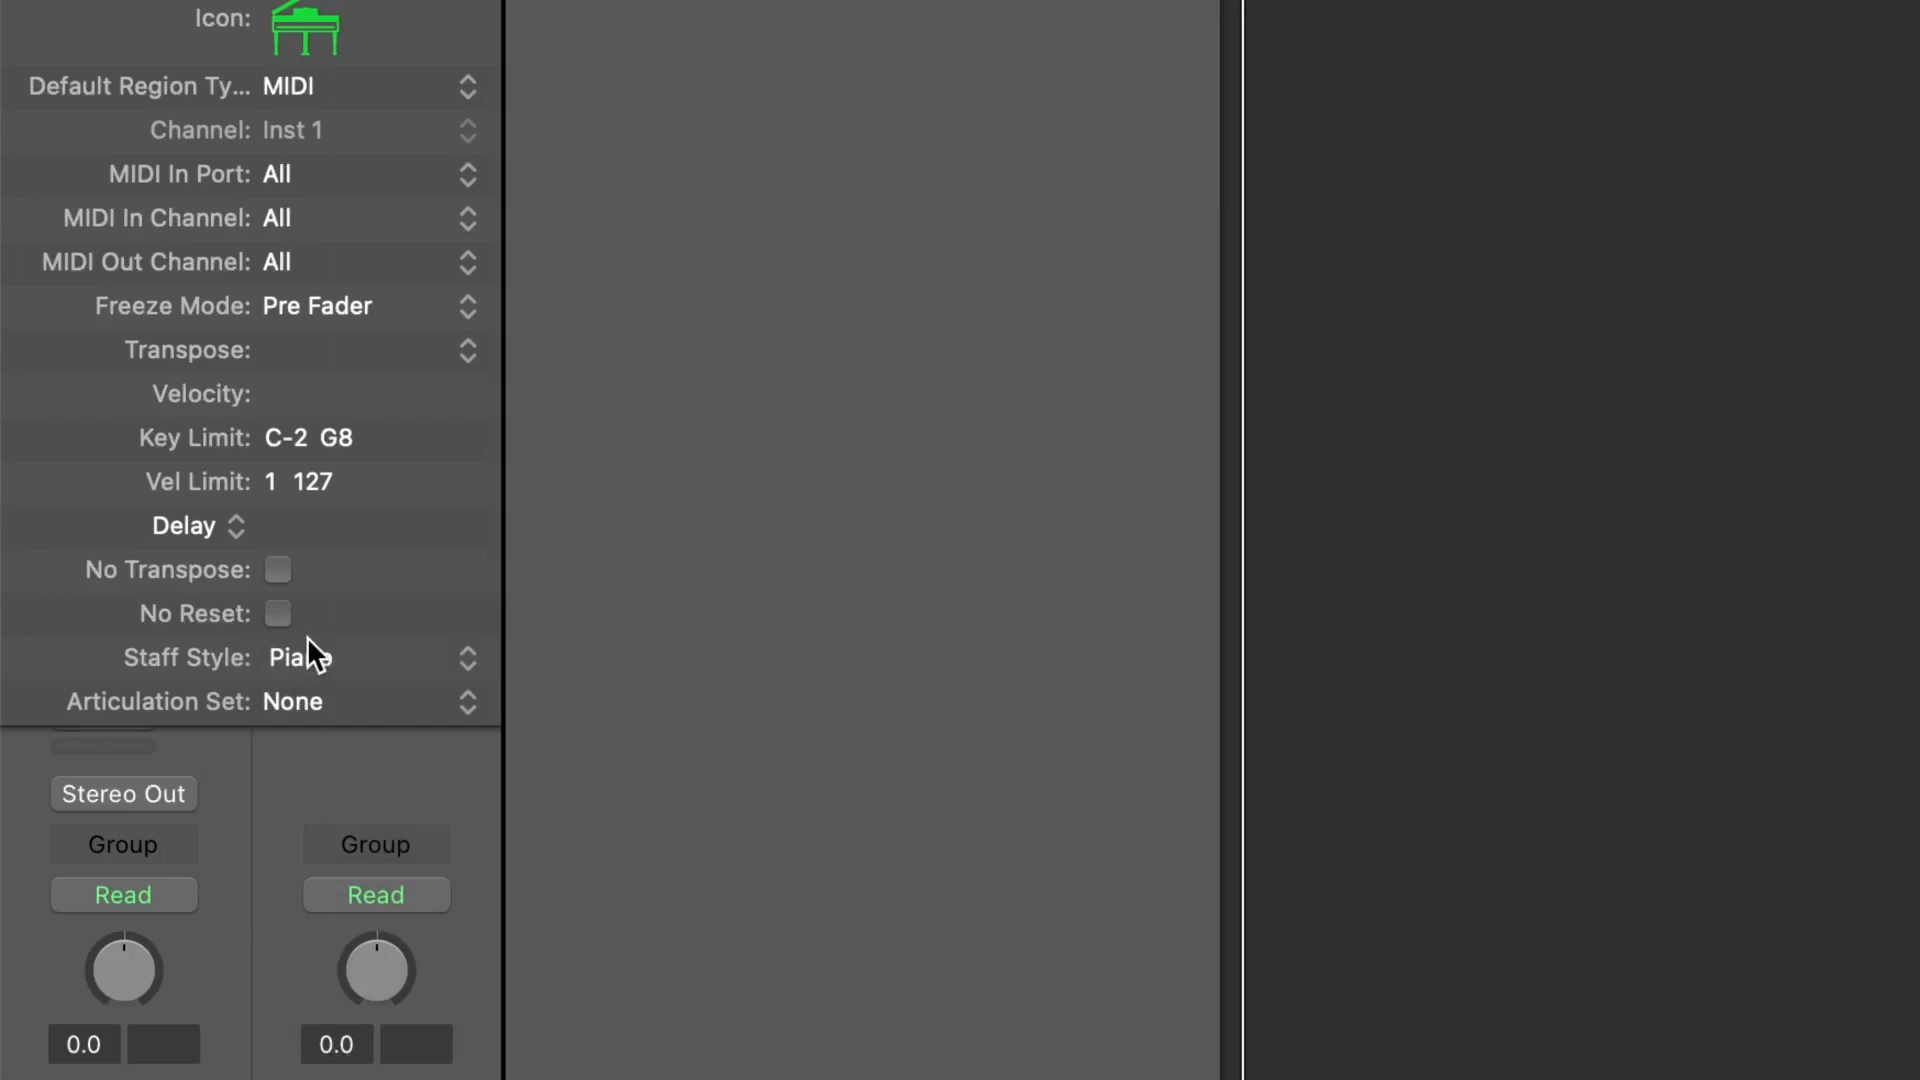 Icon:
Default Region Ty... MIDI
Channel: Inst 1
MIDI In Port: All
MIDI In Channel: All
MIDI Out Channel: All
Freeze Mode: Pre Fader
Transpose:
Velocity:
Key Limit: C-2 G8
Vel Limit: 1 127
Delay
No Transpose:
No Reset:
Staff Style: Piano
Articulation Set: None
Stereo Out
Group Group
Read Read
0.0 0.0